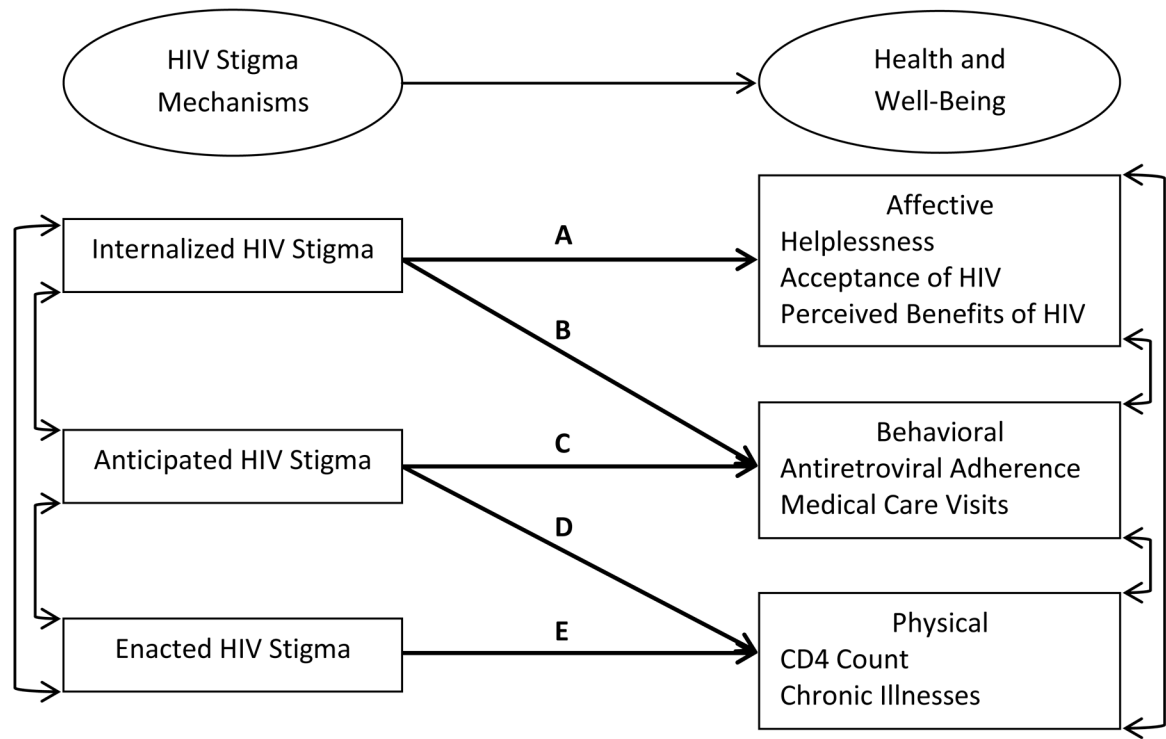 HIV Stigma
Mechanisms
Health and
Well-Being
Internalized HIV Stigma
Anticipated HIV Stigma
Enacted HIV Stigma
A
B
C
D
E
Affective
Helplessness
Acceptance of HIV
Perceived Benefits of HIV
Behavioral
Antiretroviral Adherence
Medical Care Visits
Physical
CD4 Count
Chronic Illnesses